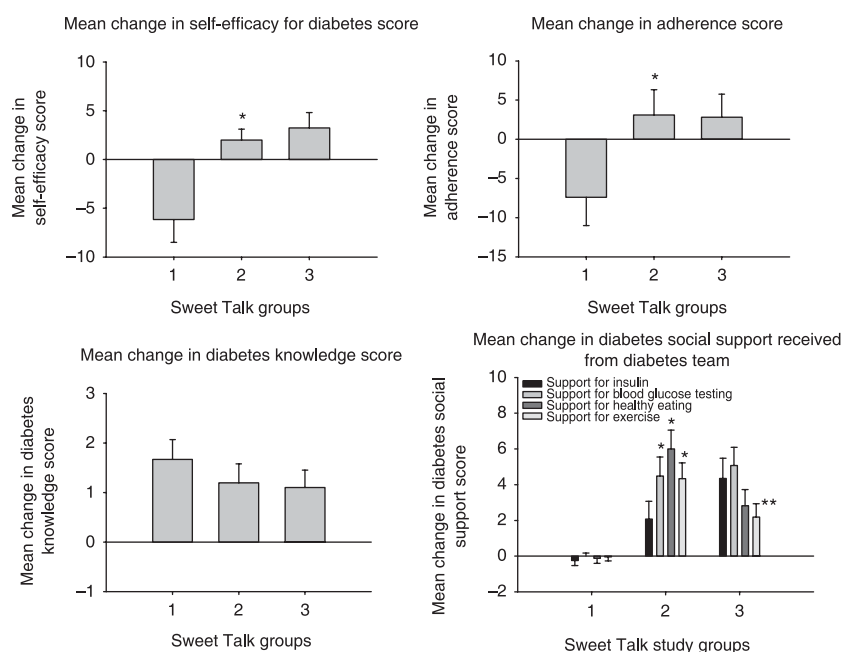 Mean change in self-efficacy for diabetes score
Mean change in
self-efficacy score
10
5
0
−5
−10
*
1 2 3
Sweet Talk groups
Mean change in adherence score
Mean change in
adherence score
10
5
0
−5
−10
−15
*
1 2 3
Sweet Talk groups
Mean change in diabetes knowledge score
Mean change in diabetes
knowledge score
3
2
1
0
−1
1 2 3
Sweet Talk groups
Mean change in diabetes social support received
from diabetes team
Mean change in diabetes social
support score
10
8
6
4
2
0
−2
Support for insulin
Support for blood glucose testing
Support for healthy eating
Support for exercise
* * *
**
1 2 3
Sweet Talk study groups